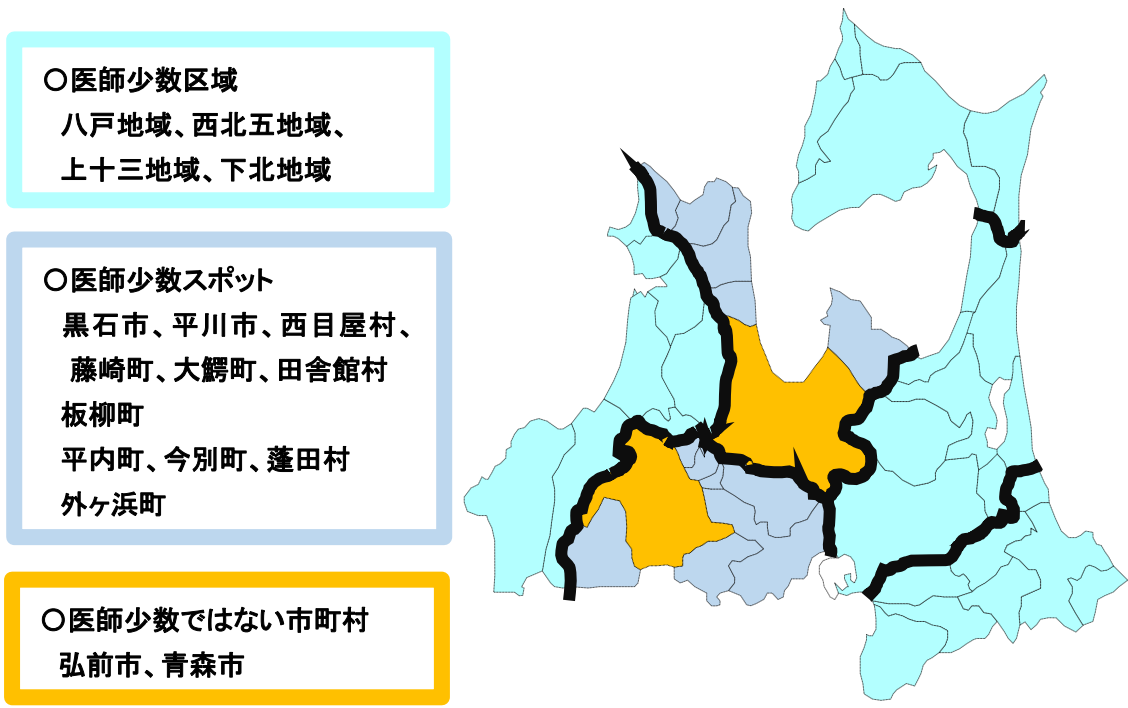 〇医師少数区域
八戸地域、西北五地域、
上十三地域、下北地域
〇医師少数スポット
黒石市、平川市、西目屋村、
藤崎町、大鰐町、田舎館村
板柳町
平内町、今別町、蓬田村
外ヶ浜町
〇医師少数ではない市町村
弘前市、青森市